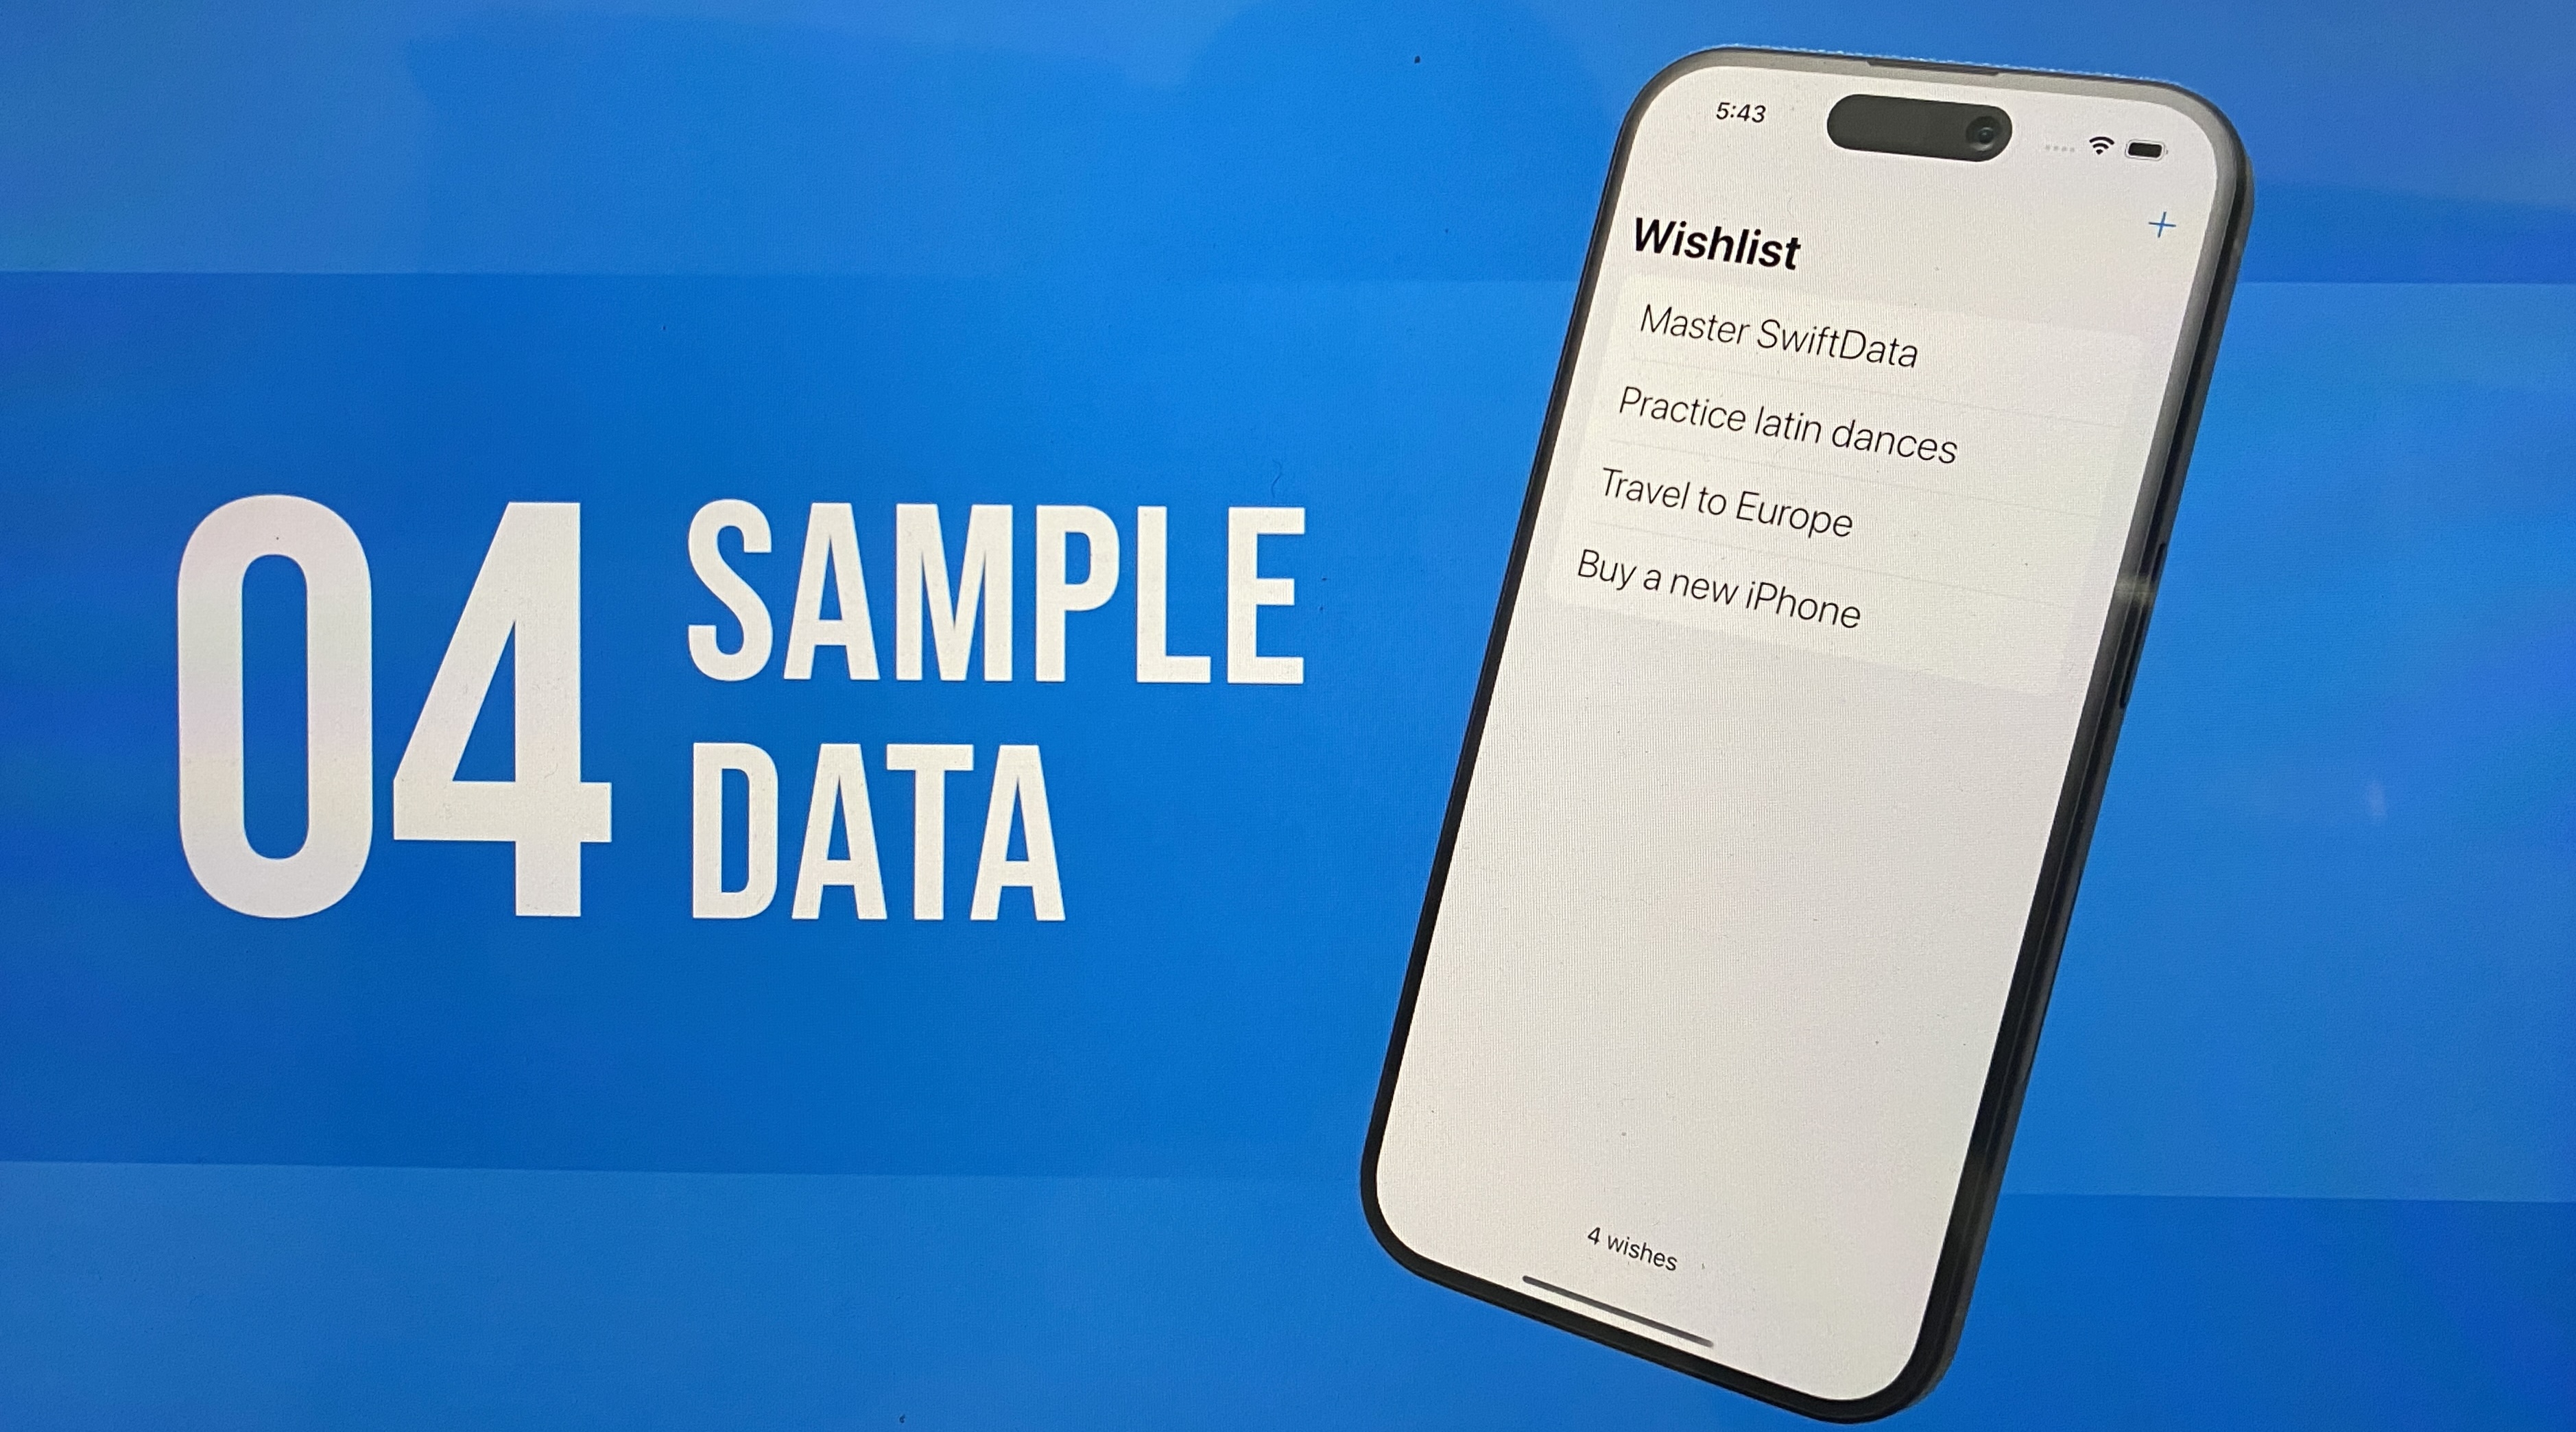 04
SAMPLE
DATA
5:43
Wishlist
+
Master SwiftData
Practice latin dances
Travel to Europe
Buy a new iPhone
4 wishes